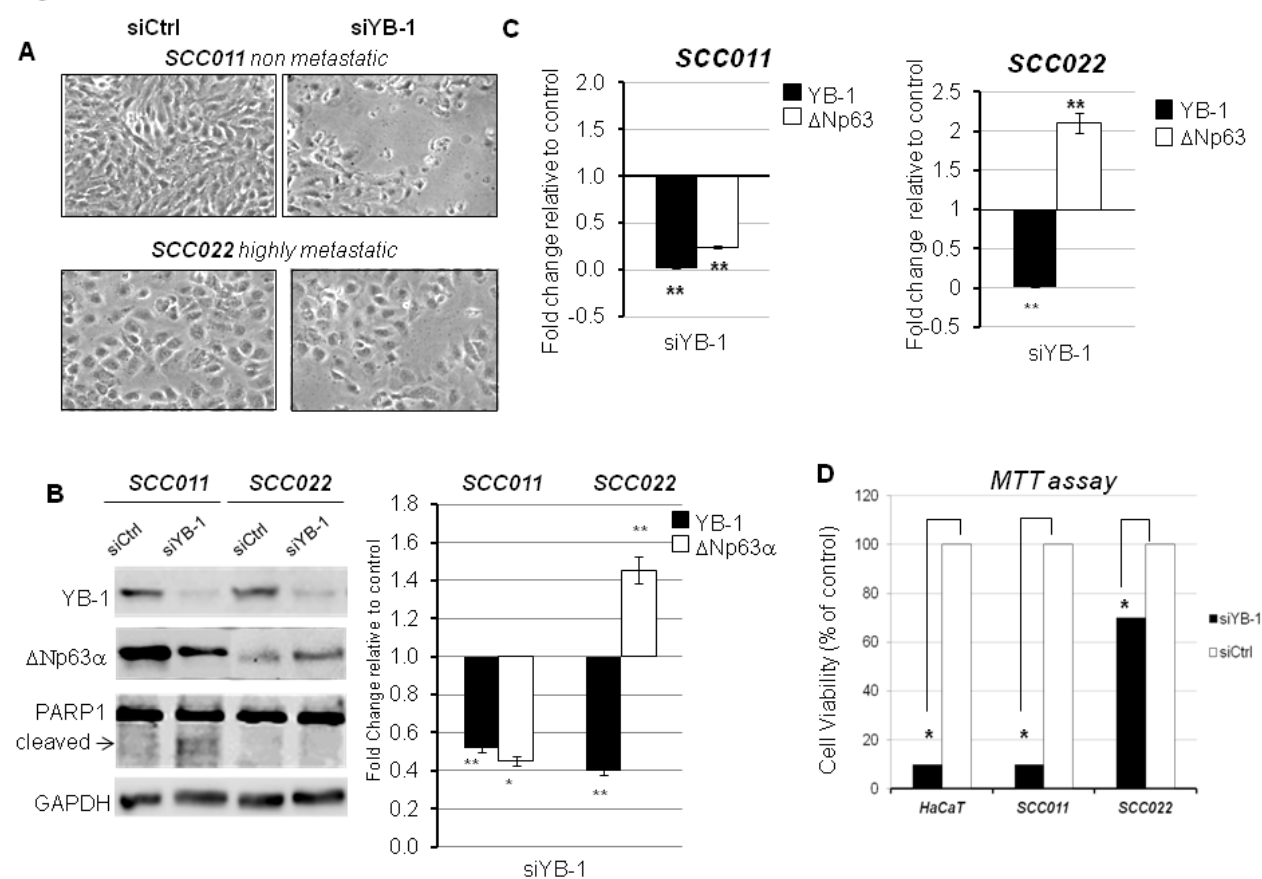 siCtrl siYB-1
A
SCC011 non metastatic
SCC022 highly metastatic
C
SCC011
Fold change relative to control
2.0
1.5
1.0
0.5
0.0
-0.5
YB-1
ΔNp63
**
**
siYB-1
SCC022
Fold change relative to control
2.5
2
1.5
1
0.5
0
-0.5
YB-1
ΔNp63
**
**
siYB-1
B
SCC011 SCC022
siCtrl siYB-1 siCtrl siYB-1
YB-1
ΔNp63α
PARP1
cleaved →
GAPDH
SCC011 SCC022
Fold Change relative to control
1.8
1.6
1.4
1.2
1.0
0.8
0.6
0.4
0.2
0.0
YB-1
ΔNp63α
**
**
*
**
siYB-1
D
MTT assay
Cell Viability (% of control)
120
100
80
60
40
20
0
*
*
*
HaCaT SCC011 SCC022
siYB-1
siCtrl